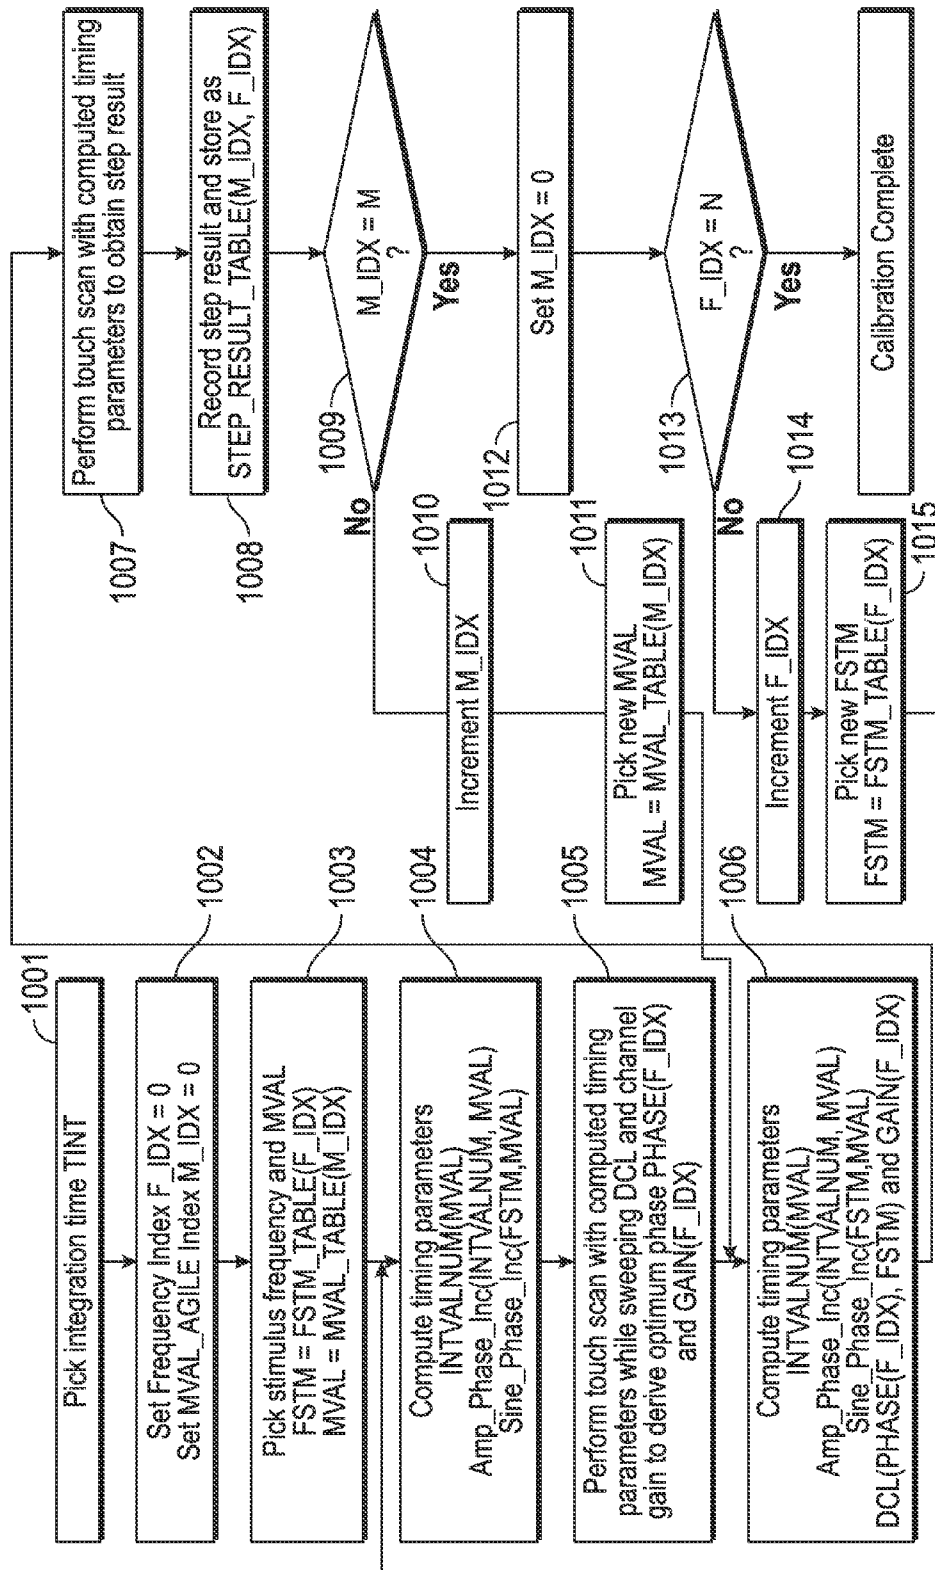 Pick integration time TINT
1001
Set Frequency Index F_IDX = 0
Set MVAL_AGILE Index M_IDX = 0
1002
Pick stimulus frequency and MVAL
FSTM = FSTM_TABLE(F_IDX)
MVAL = MVAL_TABLE(M_IDX)
1003
Compute timing parameters
INTVALNUM(MVAL)
Amp_Phase_Inc(INTVALNUM, MVAL)
Sine_Phase_Inc(FSTM,MVAL)
1004
Perform touch scan with computed timing
parameters while sweeping DCL and channel
gain to derive optimum phase PHASE(F_IDX)
and GAIN(F_IDX)
1005
Compute timing parameters
INTVALNUM(MVAL)
Amp_Phase_Inc(INTVALNUM, MVAL)
Sine_Phase_Inc(FSTM,MVAL)
DCL(PHASE(F_IDX), FSTM) and GAIN(F_IDX)
1006
Perform touch scan with computed timing
parameters to obtain step result
1007
Record step result and store as
STEP_RESULT_TABLE(M_IDX, F_IDX)
1008
M_IDX = M
?
1009
No
Yes
Increment M_IDX
1010
Pick new MVAL
MVAL = MVAL_TABLE(M_IDX)
1011
Set M_IDX = 0
1012
F_IDX = N
?
1013
No
Yes
Increment F_IDX
1014
Pick new FSTM
FSTM = FSTM_TABLE(F_IDX)
1015
Calibration Complete